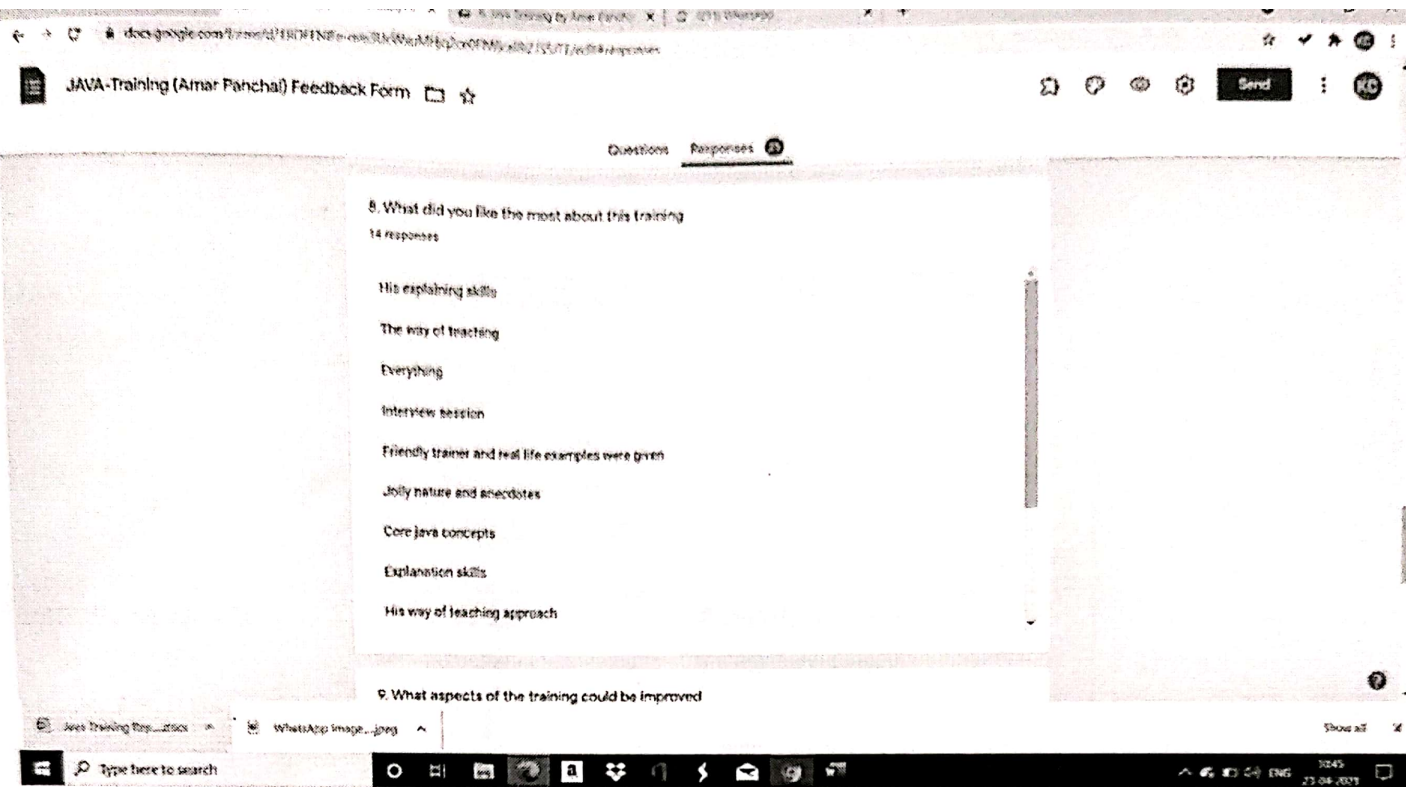 JAVA-Training (Amar Panchal) Feedback Form
Send
KC
Questions Responses
8. What did you like the most about this training
14 responses
His explaining skills
The way of teaching
Everything
Interview session
Friendly trainer and real life examples were given
Jolly nature and anecdotes
Core java concepts
Explanation skills
His way of teaching approach
9. What aspects of the training could be improved
WhatsApp Image....jpeg
Show all
Type here to search
ENG
10:45